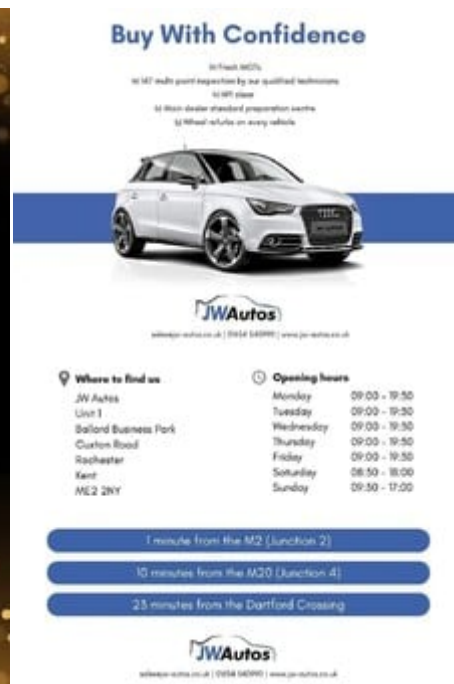 Buy With Confidence
☑ Fresh MOTs
☑ 147 multi point inspection by our qualified technicians
☑ HPI clear
☑ Main dealer standard preparation centre
☑ Wheel refurbs on every vehicle
JWAutos
Where to find us
JW Autos
Unit 1
Ballard Business Park
Cuxton Road
Rochester
Kent
ME2 2NY
Opening hours
Monday 09:00 - 19:30
Tuesday 09:00 - 19:30
Wednesday 09:00 - 19:30
Thursday 09:00 - 19:30
Friday 09:00 - 19:30
Saturday 08:30 - 18:00
Sunday 09:30 - 17:00
1 minute from the M2 (Junction 2)
10 minutes from the M20 (Junction 4)
23 minutes from the Dartford Crossing
JWAutos